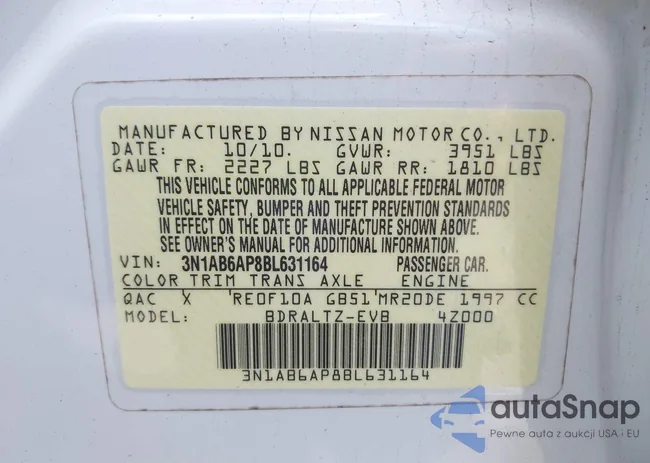 MANUFACTURED BY NISSAN MOTOR CO., LTD.
DATE: 10/10. GVWR: 3951 LBS
GAWR FR: 2227 LBS GAWR RR: 1810 LBS
THIS VEHICLE CONFORMS TO ALL APPLICABLE FEDERAL MOTOR
VEHICLE SAFETY, BUMPER AND THEFT PREVENTION STANDARDS
IN EFFECT ON THE DATE OF MANUFACTURE SHOWN ABOVE.
SEE OWNER'S MANUAL FOR ADDITIONAL INFORMATION.
VIN: 3N1AB6AP8BL631164 PASSENGER CAR.
COLOR TRIM TRANS AXLE ENGINE
QAC X RE0F10A GB51 MR20DE 1997 CC
MODEL: BDRALTZ-EVB 4Z000
3N1AB6AP8BL631164
autaSnap
Pewne auta z aukcji USA i EU